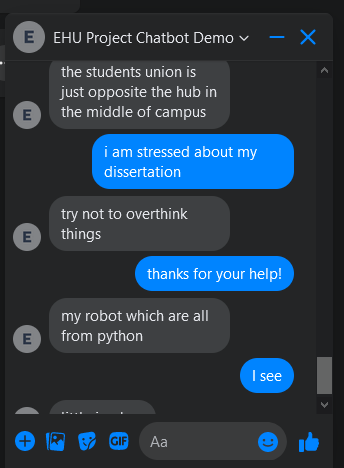 E EHU Project Chatbot Demo
the students union is
just opposite the hub in
the middle of campus
E
i am stressed about my
dissertation
try not to overthink
things
E
thanks for your help!
my robot which are all
from python
E
I see
GIF
Aa